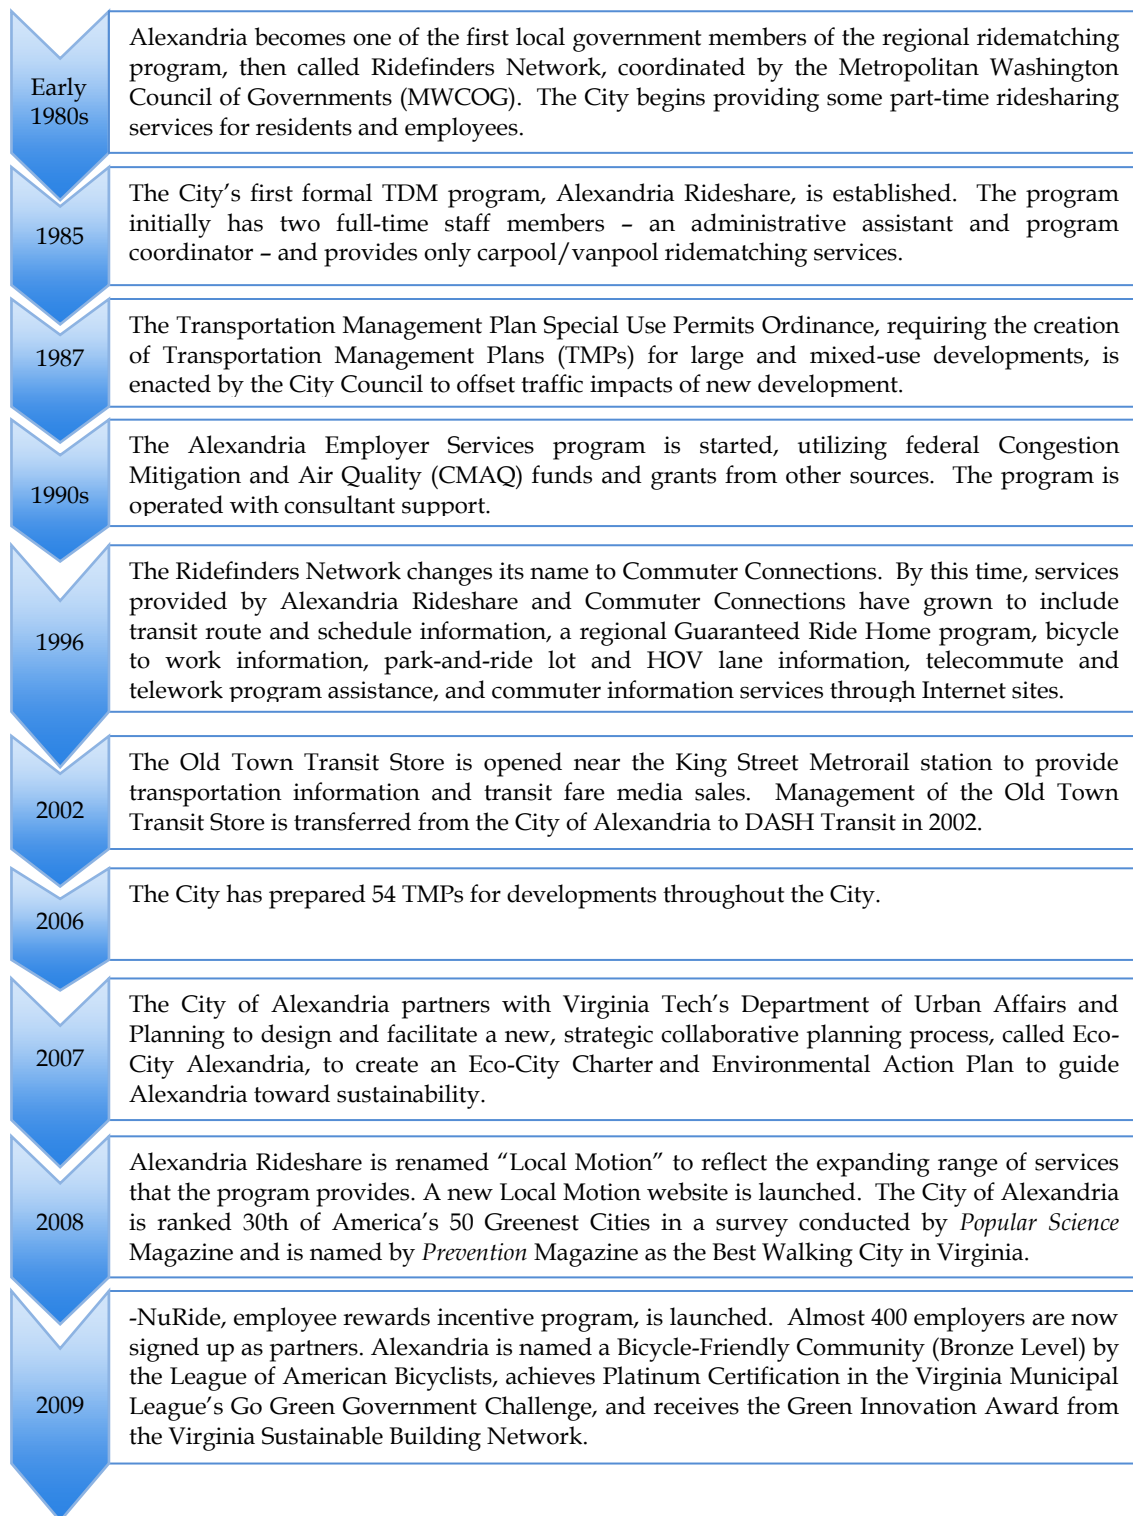 Early
1980s
Alexandria becomes one of the first local government members of the regional ridematching
program, then called Ridefinders Network, coordinated by the Metropolitan Washington
Council of Governments (MWCOG).  The City begins providing some part-time ridesharing
services for residents and employees.
1985
The City’s first formal TDM program, Alexandria Rideshare, is established.  The program
initially has two full-time staff members – an administrative assistant and program
coordinator – and provides only carpool/vanpool ridematching services.
1987
The Transportation Management Plan Special Use Permits Ordinance, requiring the creation
of Transportation Management Plans (TMPs) for large and mixed-use developments, is
enacted by the City Council to offset traffic impacts of new development.
1990s
The Alexandria Employer Services program is started, utilizing federal Congestion
Mitigation and Air Quality (CMAQ) funds and grants from other sources.  The program is
operated with consultant support.
1996
The Ridefinders Network changes its name to Commuter Connections.  By this time, services
provided by Alexandria Rideshare and Commuter Connections have grown to include
transit route and schedule information, a regional Guaranteed Ride Home program, bicycle
to work information, park-and-ride lot and HOV lane information, telecommute and
telework program assistance, and commuter information services through Internet sites.
2002
The Old Town Transit Store is opened near the King Street Metrorail station to provide
transportation information and transit fare media sales.  Management of the Old Town
Transit Store is transferred from the City of Alexandria to DASH Transit in 2002.
2006
The City has prepared 54 TMPs for developments throughout the City.
2007
The City of Alexandria partners with Virginia Tech’s Department of Urban Affairs and
Planning to design and facilitate a new, strategic collaborative planning process, called Eco-
City Alexandria, to create an Eco-City Charter and Environmental Action Plan to guide
Alexandria toward sustainability.
2008
Alexandria Rideshare is renamed “Local Motion” to reflect the expanding range of services
that the program provides. A new Local Motion website is launched.  The City of Alexandria
is ranked 30th of America’s 50 Greenest Cities in a survey conducted by Popular Science
Magazine and is named by Prevention Magazine as the Best Walking City in Virginia.
2009
-NuRide, employee rewards incentive program, is launched.  Almost 400 employers are now
signed up as partners. Alexandria is named a Bicycle-Friendly Community (Bronze Level) by
the League of American Bicyclists, achieves Platinum Certification in the Virginia Municipal
League’s Go Green Government Challenge, and receives the Green Innovation Award from
the Virginia Sustainable Building Network.